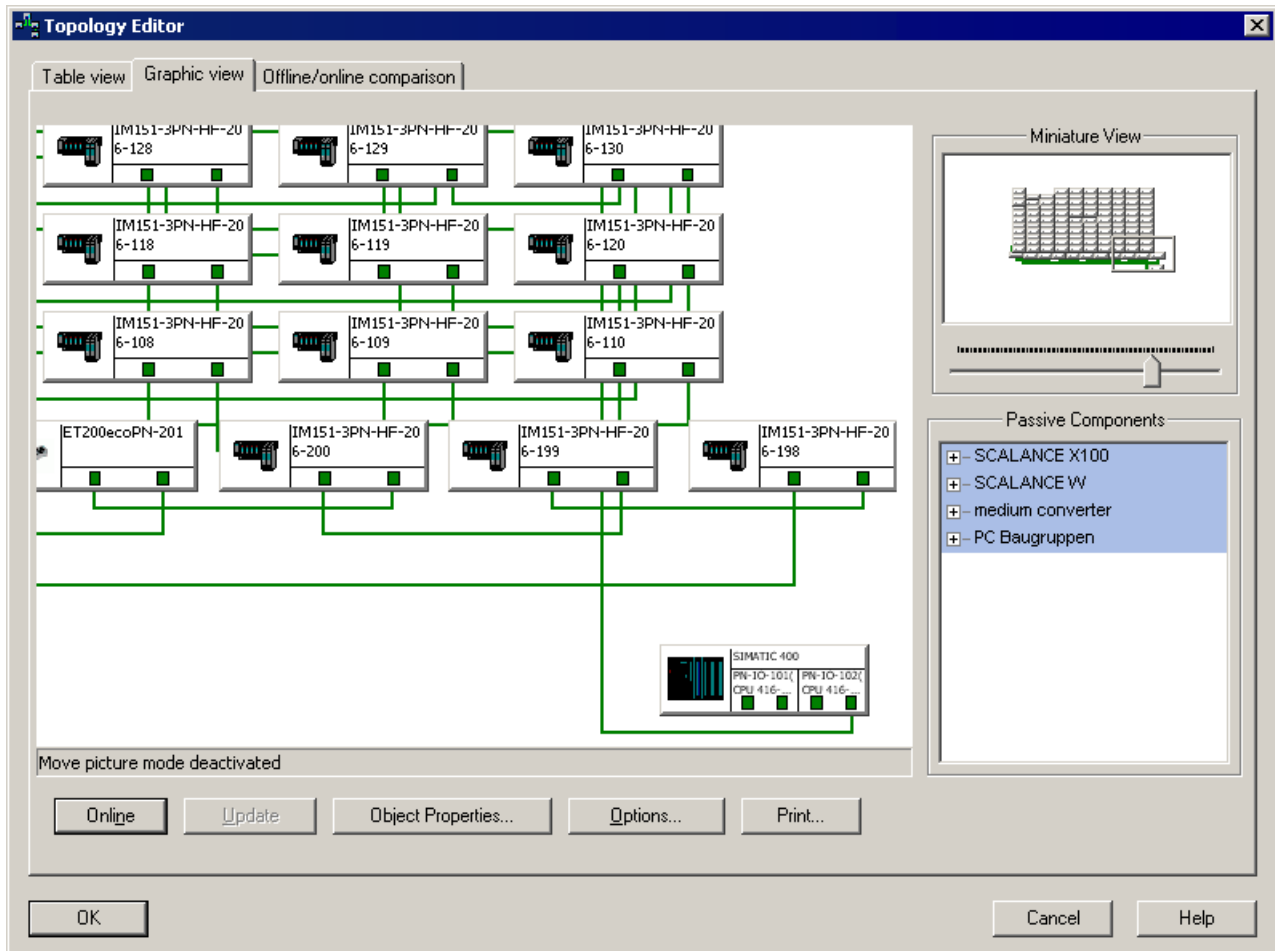 Topology Editor
Table view
Graphic view
Offline/online comparison
IM151-3PN-HF-20
6-128
IM151-3PN-HF-20
6-129
IM151-3PN-HF-20
6-130
IM151-3PN-HF-20
6-118
IM151-3PN-HF-20
6-119
IM151-3PN-HF-20
6-120
IM151-3PN-HF-20
6-108
IM151-3PN-HF-20
6-109
IM151-3PN-HF-20
6-110
ET200ecoPN-201
IM151-3PN-HF-20
6-200
IM151-3PN-HF-20
6-199
IM151-3PN-HF-20
6-198
SIMATIC 400
PN-IO-101(
CPU 416-...
PN-IO-102(
CPU 416-...
Move picture mode deactivated
Miniature View
Passive Components
SCALANCE X100
SCALANCE W
medium converter
PC Baugruppen
Online
Update
Object Properties...
Options...
Print...
OK
Cancel
Help